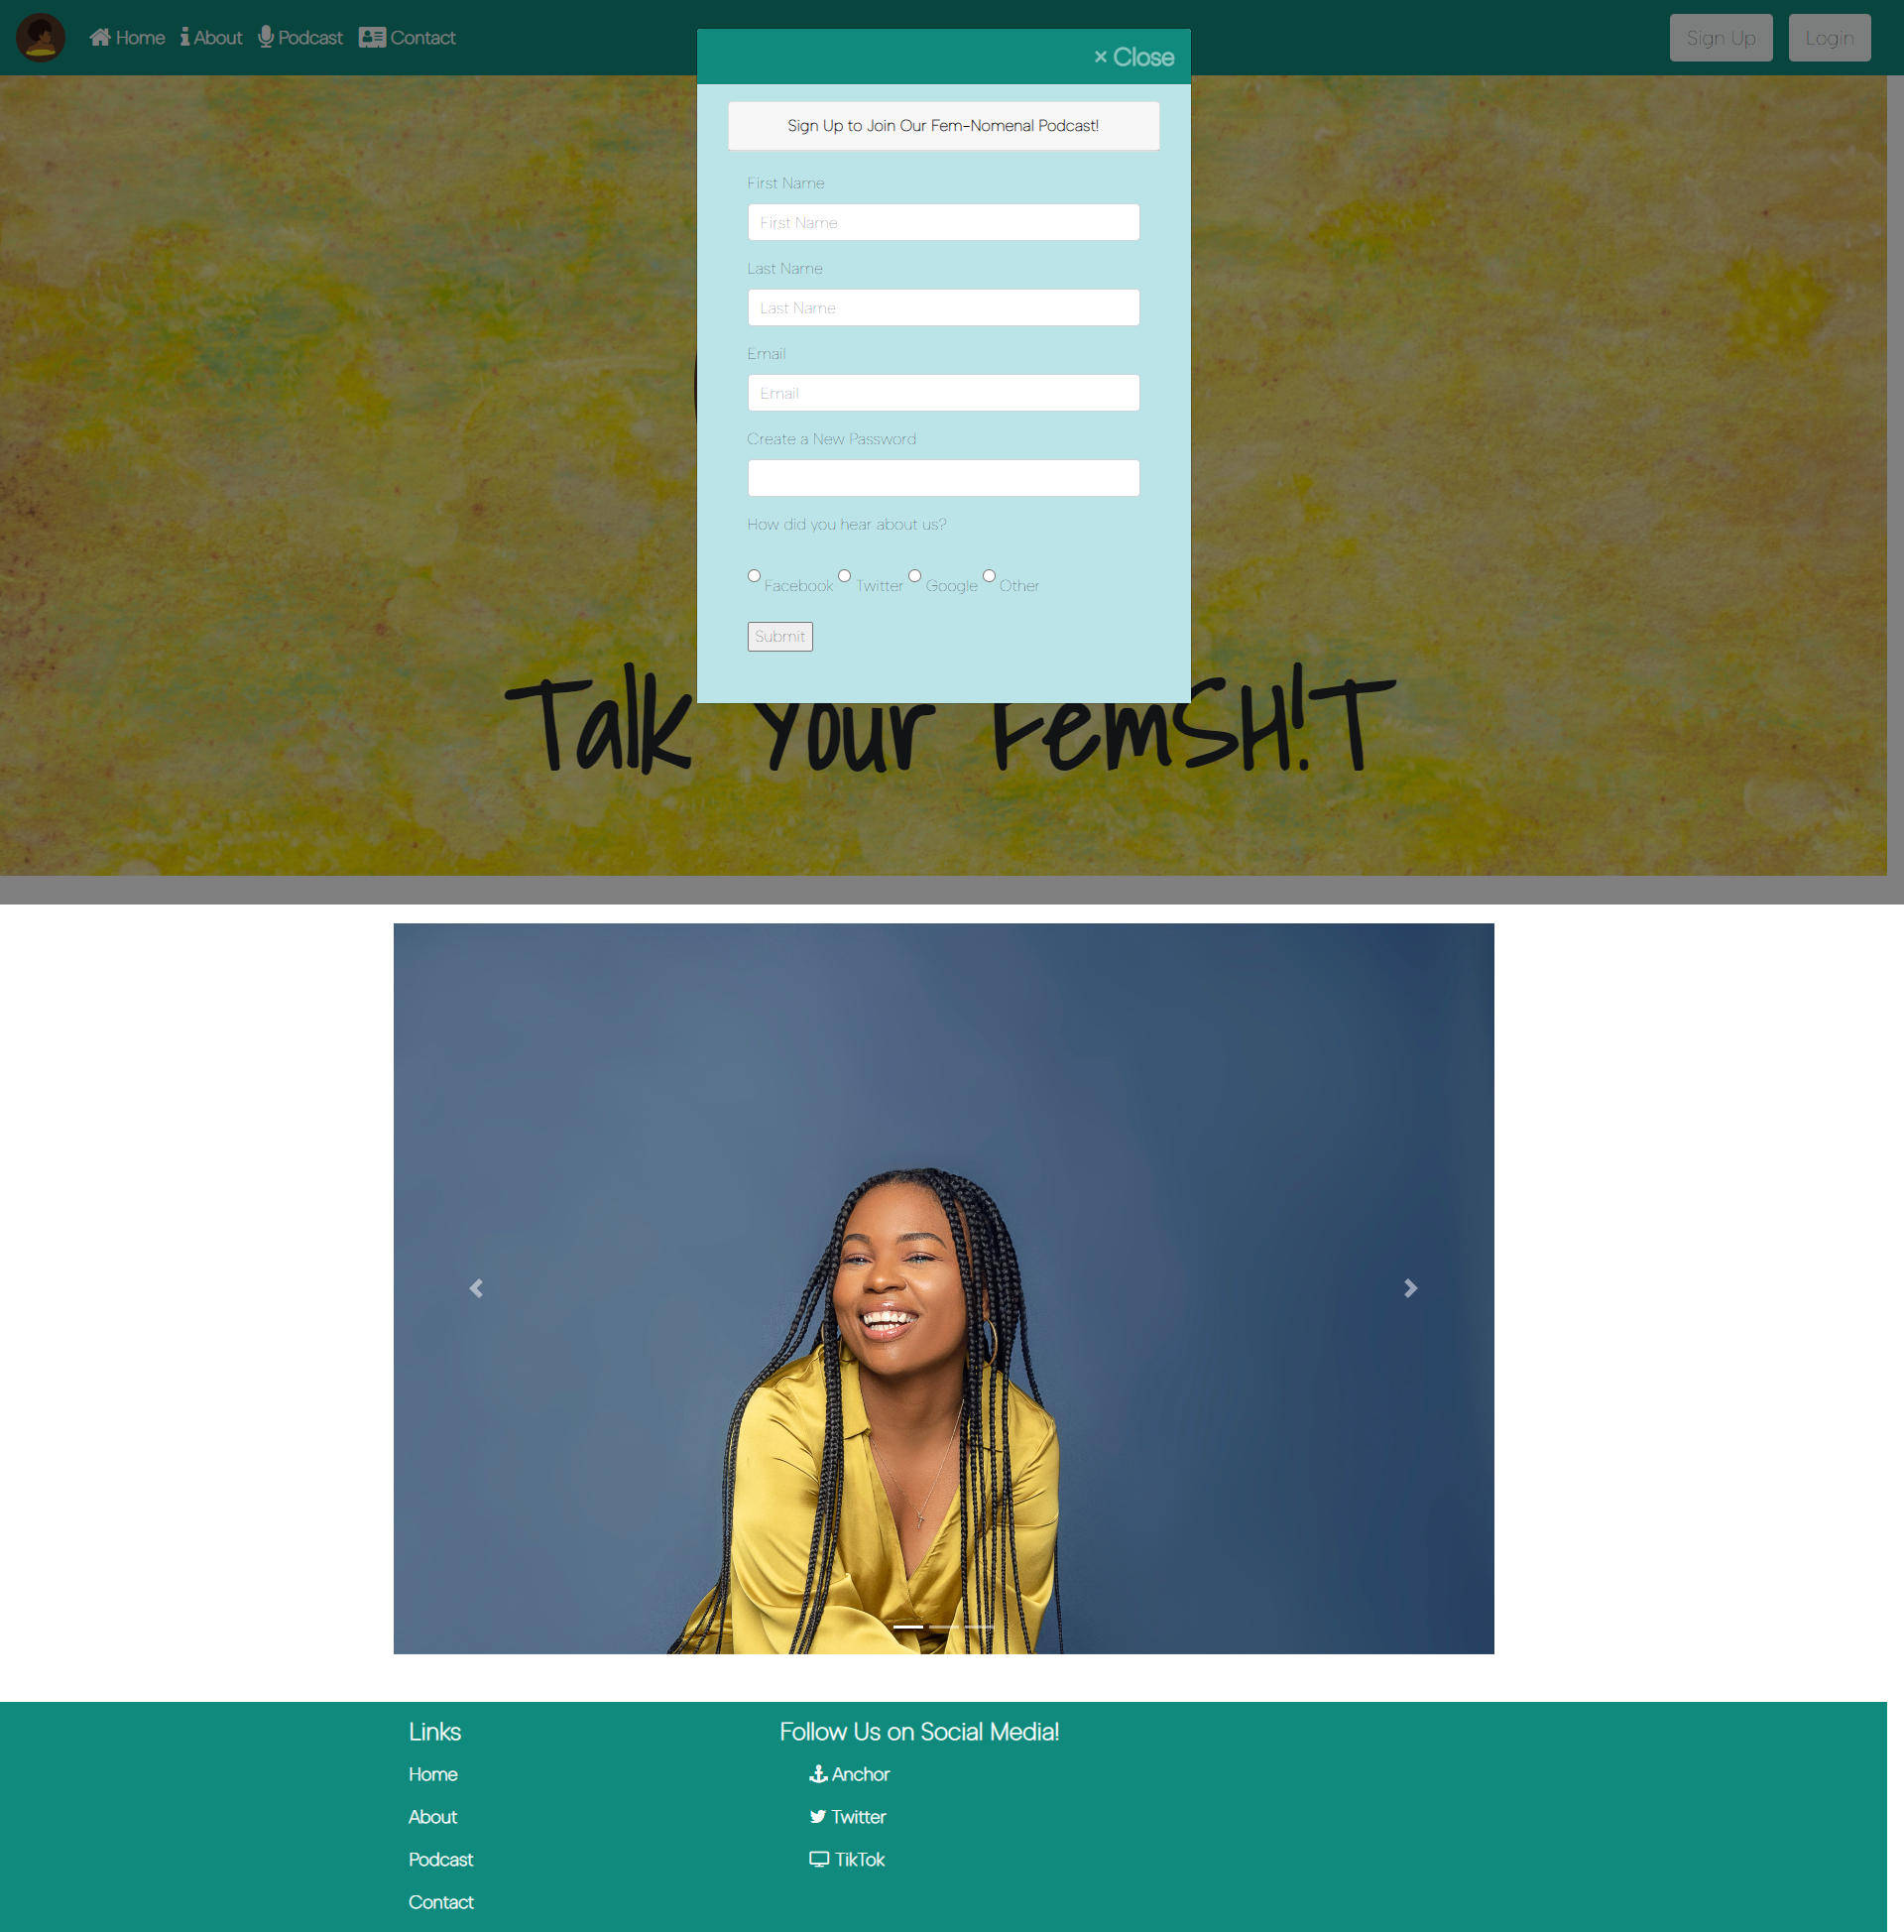 Home About Podcast Contact
Sign Up Login
× Close
Sign Up to Join Our Fem-Nomenal Podcast!
First Name
First Name
Last Name
Last Name
Email
Email
Create a New Password
How did you hear about us?
Facebook Twitter Google Other
Submit
Talk Your FemSH!T
Links
Home
About
Podcast
Contact
Follow Us on Social Media!
Anchor
Twitter
TikTok